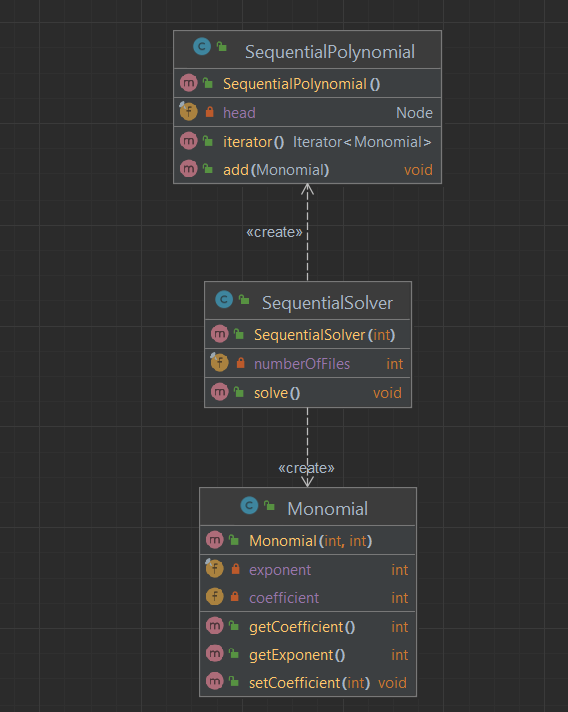 SequentialPolynomial
SequentialPolynomial()
head Node
iterator() Iterator<Monomial>
add(Monomial) void
«create»
SequentialSolver
SequentialSolver(int)
numberOfFiles int
solve() void
«create»
Monomial
Monomial(int, int)
exponent int
coefficient int
getCoefficient() int
getExponent() int
setCoefficient(int) void